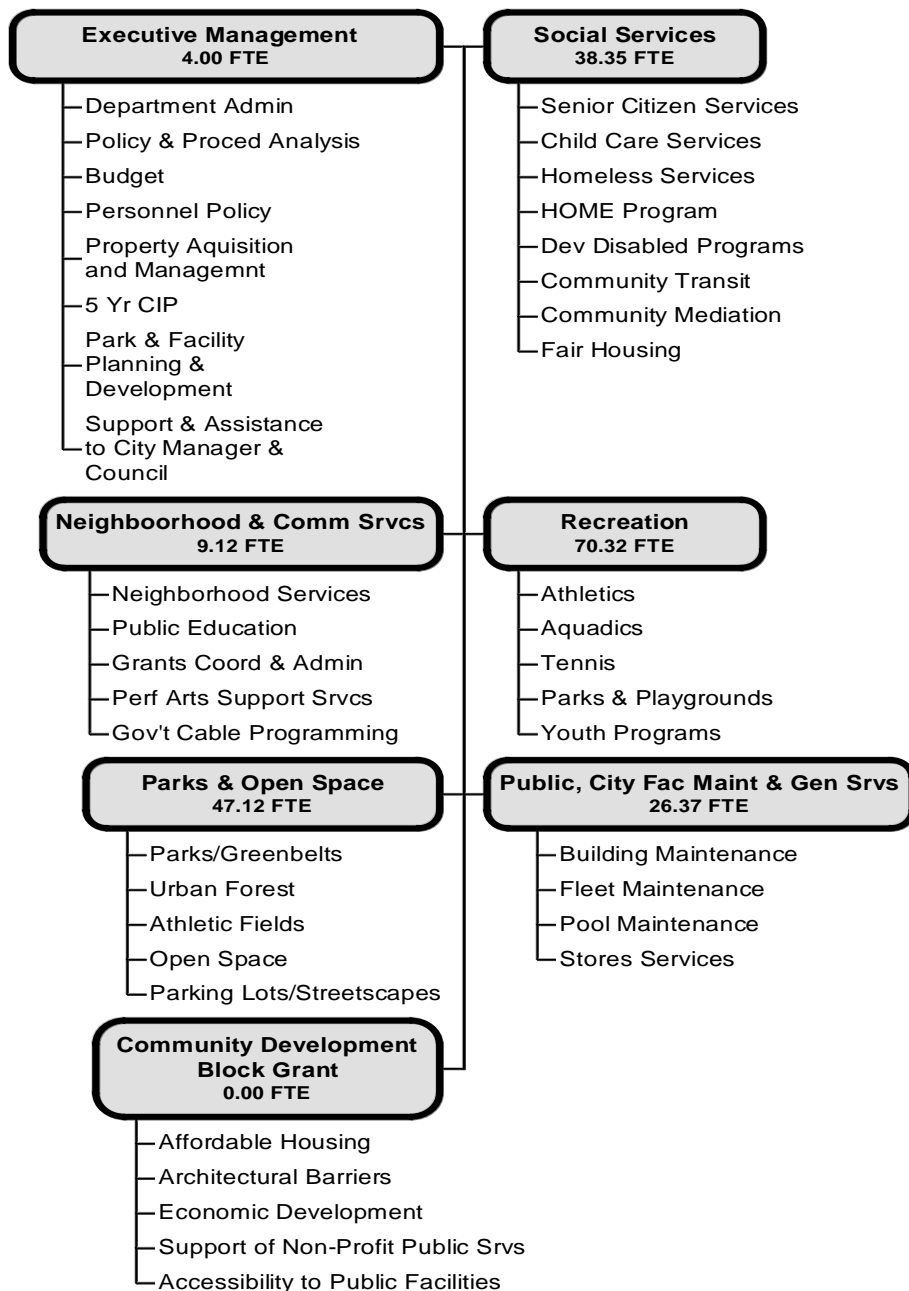 Executive Management
4.00 FTE
Department Admin
Policy & Proced Analysis
Budget
Personnel Policy
Property Aquisition
and Managemnt
5 Yr CIP
Park & Facility
Planning &
Development
Support & Assistance
to City Manager &
Council
Social Services
38.35 FTE
Senior Citizen Services
Child Care Services
Homeless Services
HOME Program
Dev Disabled Programs
Community Transit
Community Mediation
Fair Housing
Neighboorhood & Comm Srvcs
9.12 FTE
Neighborhood Services
Public Education
Grants Coord & Admin
Perf Arts Support Srvcs
Gov't Cable Programming
Recreation
70.32 FTE
Athletics
Aquadics
Tennis
Parks & Playgrounds
Youth Programs
Parks & Open Space
47.12 FTE
Parks/Greenbelts
Urban Forest
Athletic Fields
Open Space
Parking Lots/Streetscapes
Public, City Fac Maint & Gen Srvs
26.37 FTE
Building Maintenance
Fleet Maintenance
Pool Maintenance
Stores Services
Community Development
Block Grant
0.00 FTE
Affordable Housing
Architectural Barriers
Economic Development
Support of Non-Profit Public Srvs
Accessibility to Public Facilities